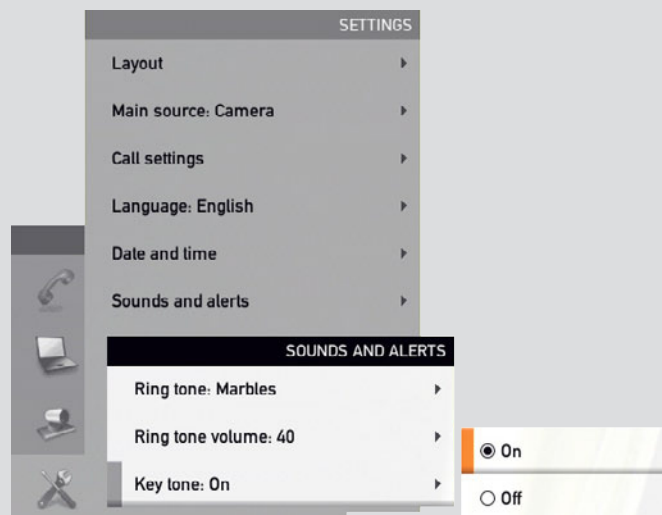 SETTINGS
Layout
Main source: Camera
Call settings
Language: English
Date and time
Sounds and alerts
SOUNDS AND ALERTS
Ring tone: Marbles
Ring tone volume: 40
Key tone: On
On
Off